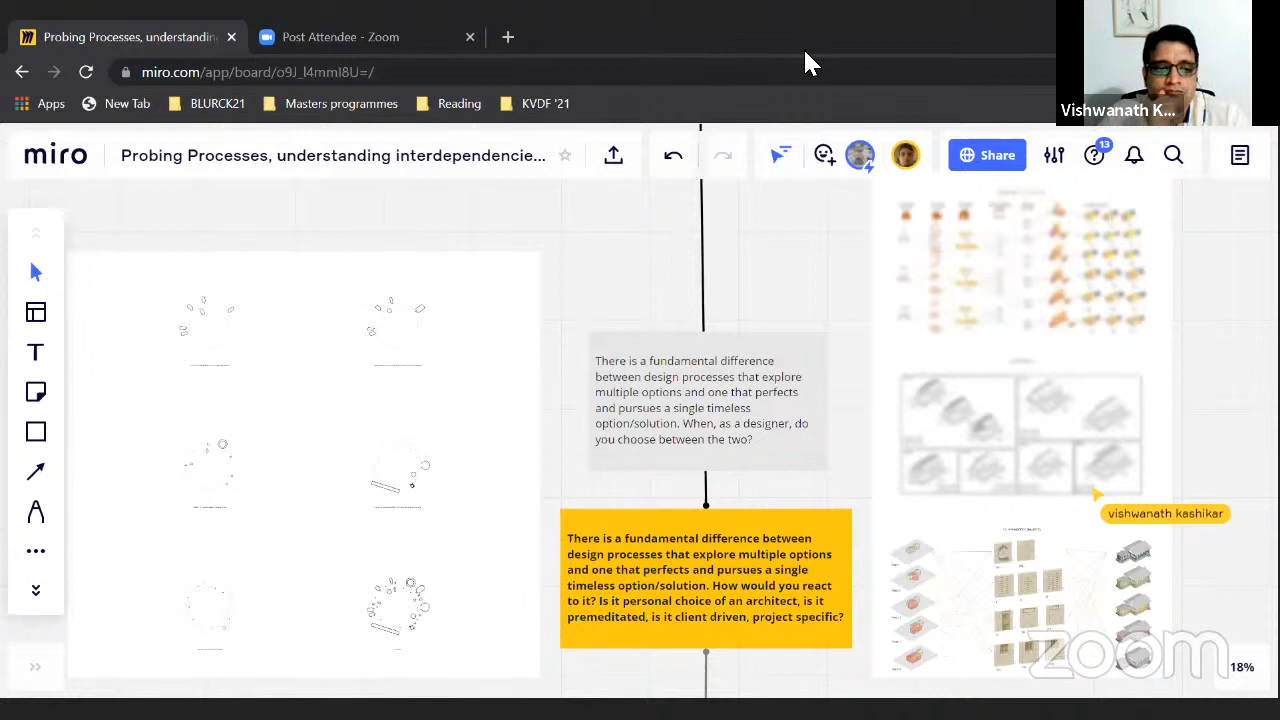 Probing Processes, understanding
Post Attendee - Zoom
miro.com/app/board/o9J_l4mmI8U=/
Apps
New Tab
BLURCK21
Masters programmes
Reading
KVDF '21
Vishwanath K...
miro
Probing Processes, understanding interdependencie...
Share
13
There is a fundamental difference
between design processes that explore
multiple options and one that perfects
and pursues a single timeless
option/solution. When, as a designer, do
you choose between the two?
vishwanath kashikar
There is a fundamental difference between
design processes that explore multiple options
and one that perfects and pursues a single
timeless option/solution. How would you react
to it? Is it personal choice of an architect, is it
premeditated, is it client driven, project specific?
zoom
18%